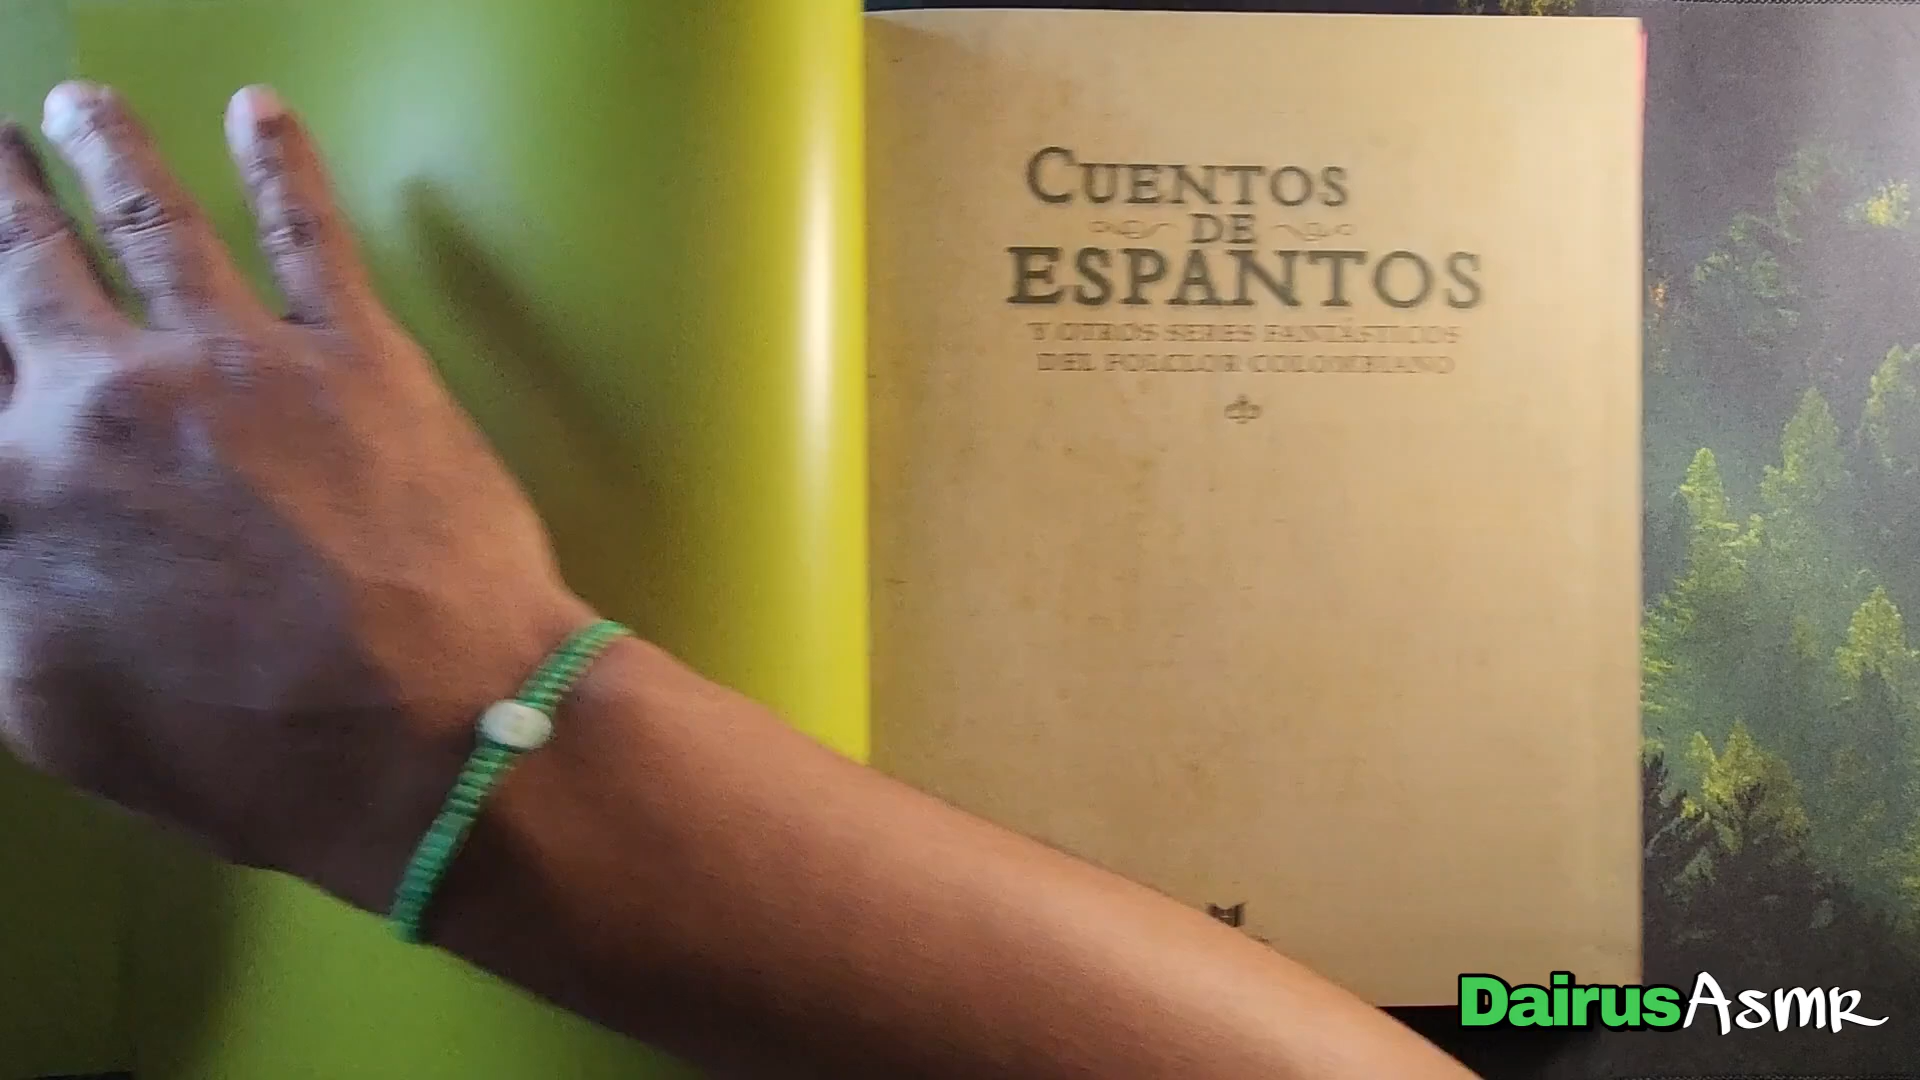 CUENTOS
DE
ESPANTOS
Y OTROS SERES FANTÁSTICOS
DEL FOLCLOR COLOMBIANO
DairusAsmr